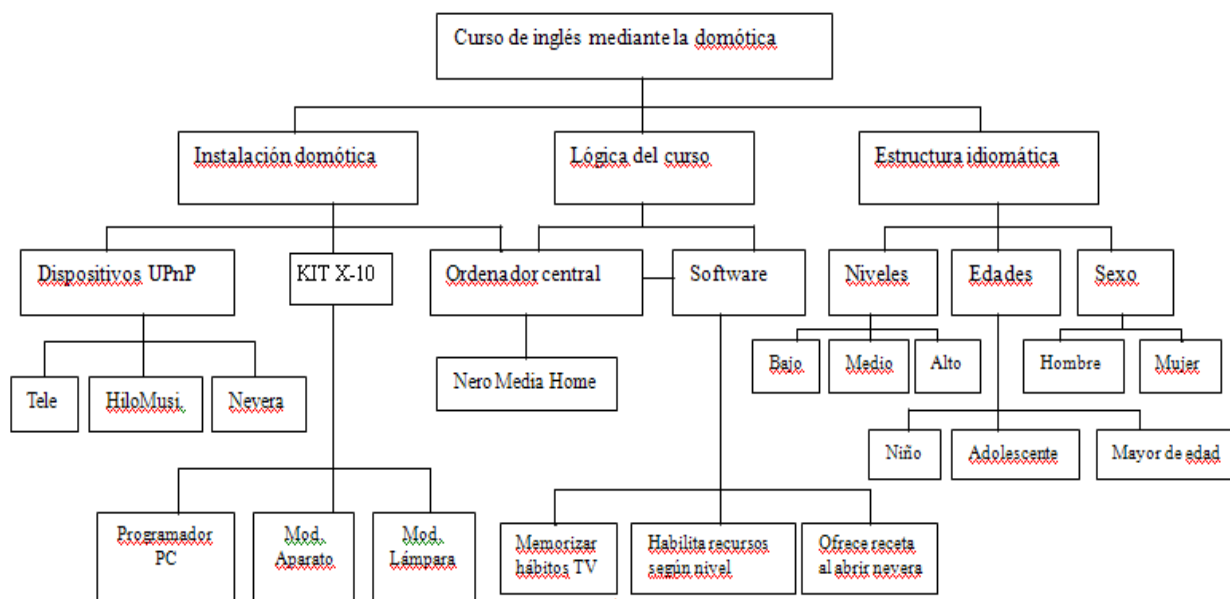 Curso de inglés mediante la domótica
Instalación domótica
Lógica del curso
Estructura idiomática
Dispositivos UPnP
KIT X-10
Ordenador central
Software
Niveles
Edades
Sexo
Tele
HiloMusi.
Nevera
Nero Media Home
Bajo
Medio
Alto
Hombre
Mujer
Niño
Adolescente
Mayor de edad
Programador
PC
Mod.
Aparato
Mod.
Lámpara
Memorizar
hábitos TV
Habilita recursos
según nivel
Ofrece receta
al abrir nevera